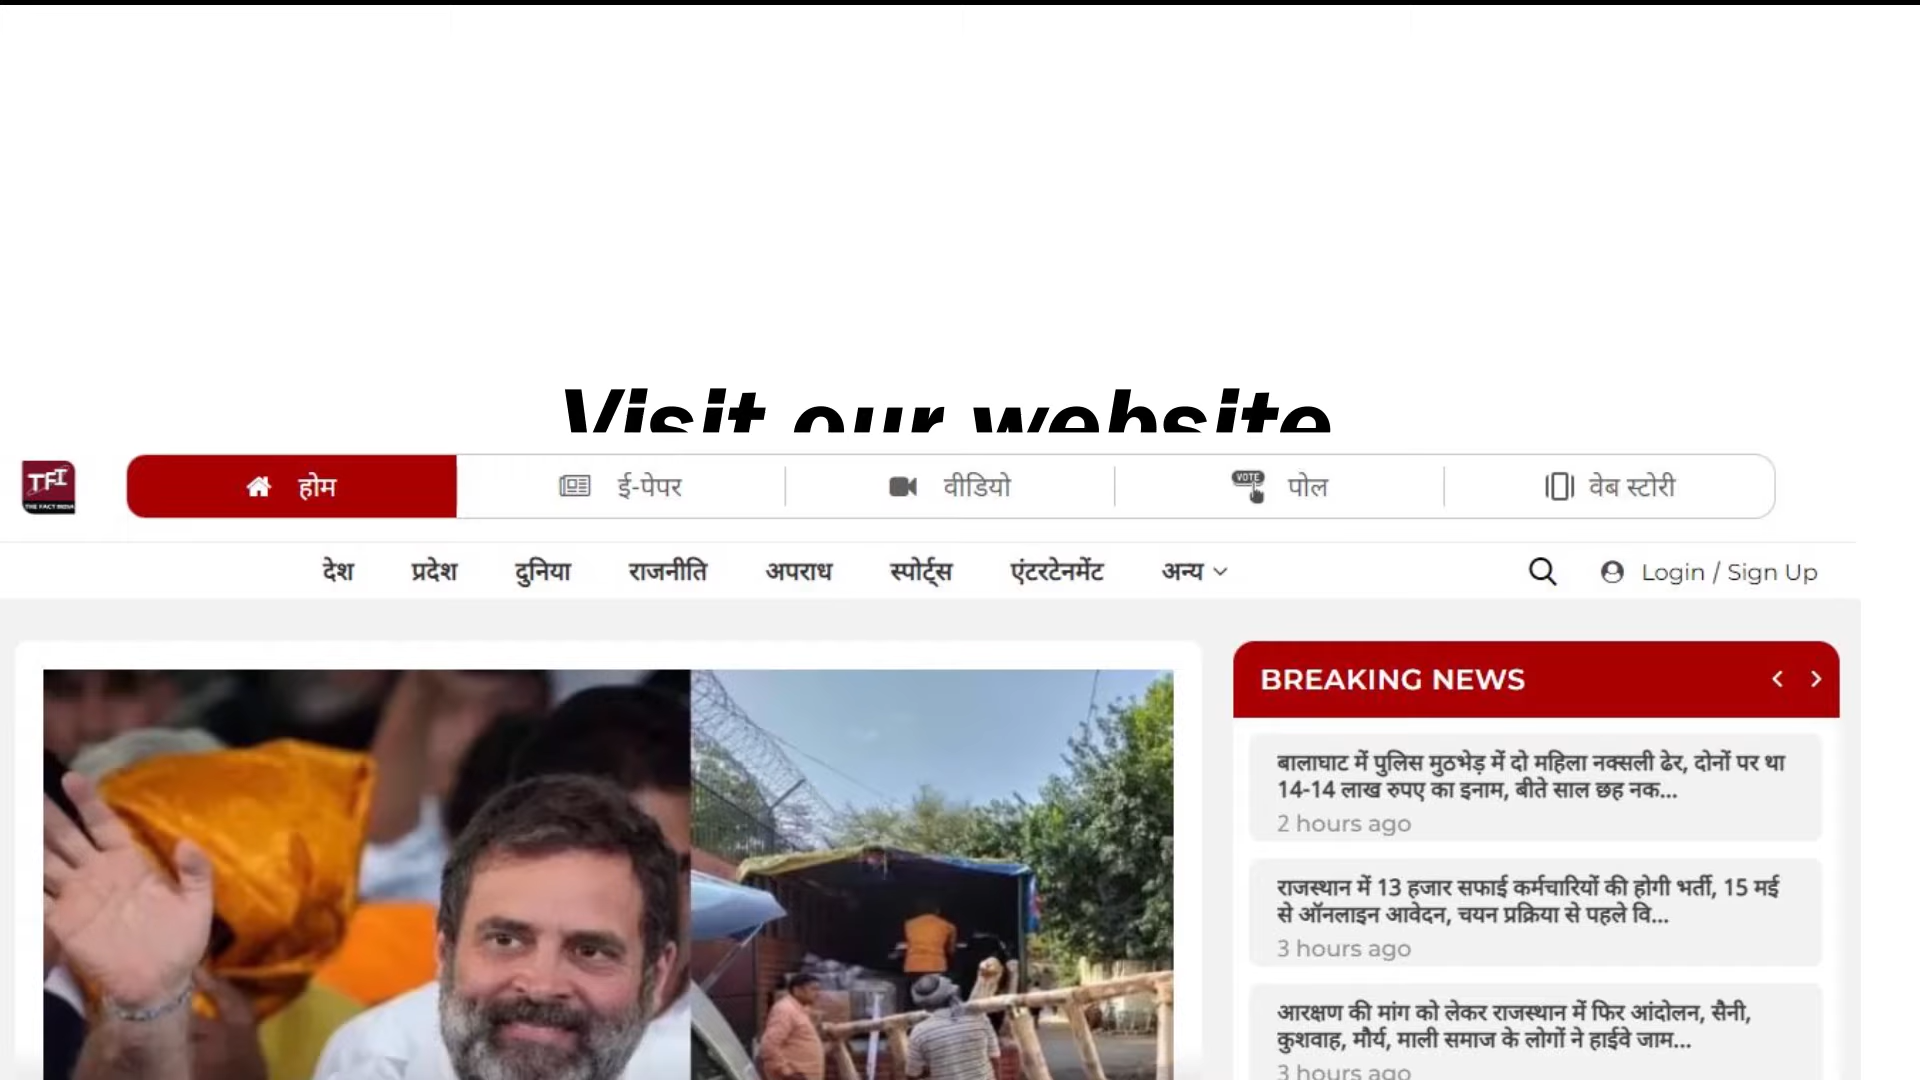 Visit our website
TFI
THE FACT INDIA
होम
ई-पेपर
वीडियो
VOTE
पोल
वेब स्टोरी
देश
प्रदेश
दुनिया
राजनीति
अपराध
स्पोर्ट्स
एंटरटेनमेंट
अन्य
Login / Sign Up
BREAKING NEWS
बालाघाट में पुलिस मुठभेड़ में दो महिला नक्सली ढेर, दोनों पर था
14-14 लाख रुपए का इनाम, बीते साल छह नक...
2 hours ago
राजस्थान में 13 हजार सफाई कर्मचारियों की होगी भर्ती, 15 मई
से ऑनलाइन आवेदन, चयन प्रक्रिया से पहले वि...
3 hours ago
आरक्षण की मांग को लेकर राजस्थान में फिर आंदोलन, सैनी,
कुशवाह, मौर्य, माली समाज के लोगों ने हाईवे जाम...
3 hours ago